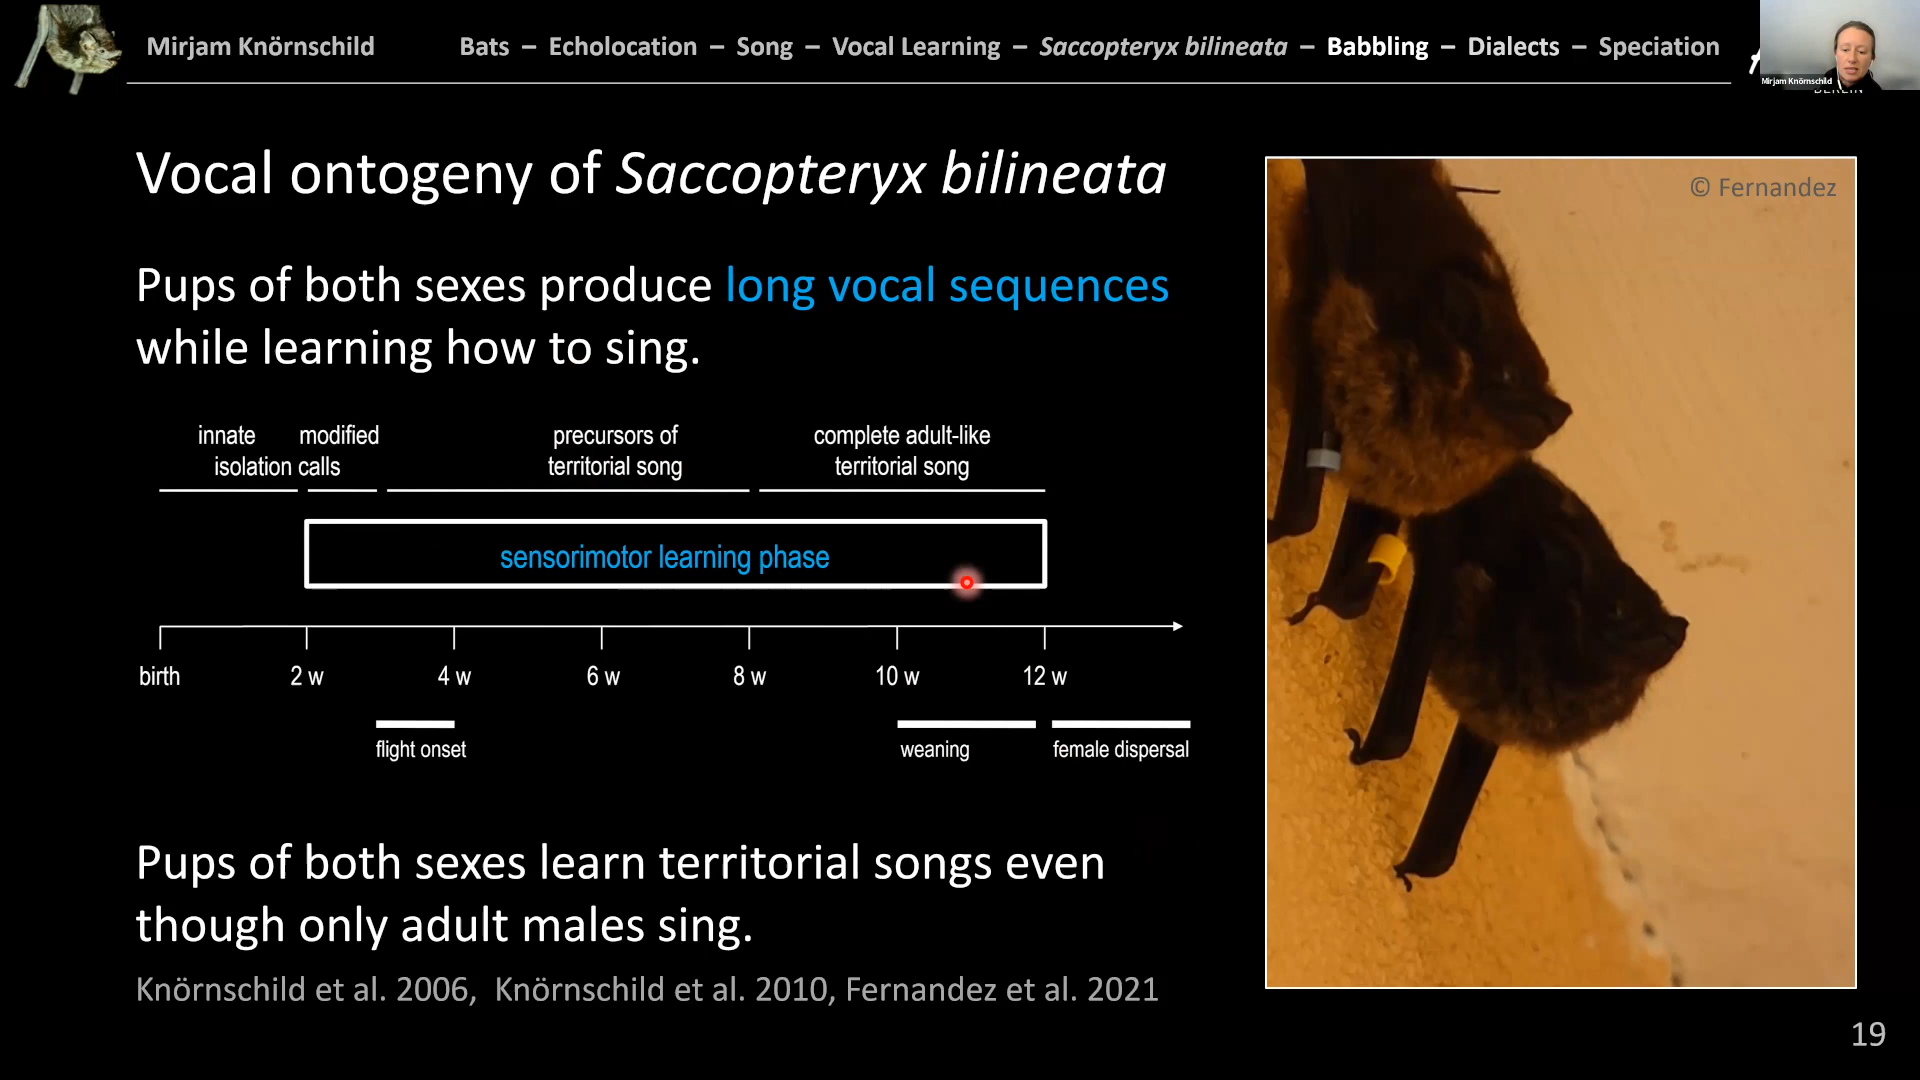 Mirjam Knörnschild
Bats – Echolocation – Song – Vocal Learning – Saccopteryx bilineata – Babbling – Dialects – Speciation
Mirjam Knörnschild
BERLIN
Vocal ontogeny of Saccopteryx bilineata
© Fernandez
Pups of both sexes produce long vocal sequences
while learning how to sing.
innate modified
isolation calls
precursors of
territorial song
complete adult-like
territorial song
sensorimotor learning phase
birth 2 w 4 w 6 w 8 w 10 w 12 w
flight onset weaning female dispersal
Pups of both sexes learn territorial songs even
though only adult males sing.
Knörnschild et al. 2006, Knörnschild et al. 2010, Fernandez et al. 2021
19